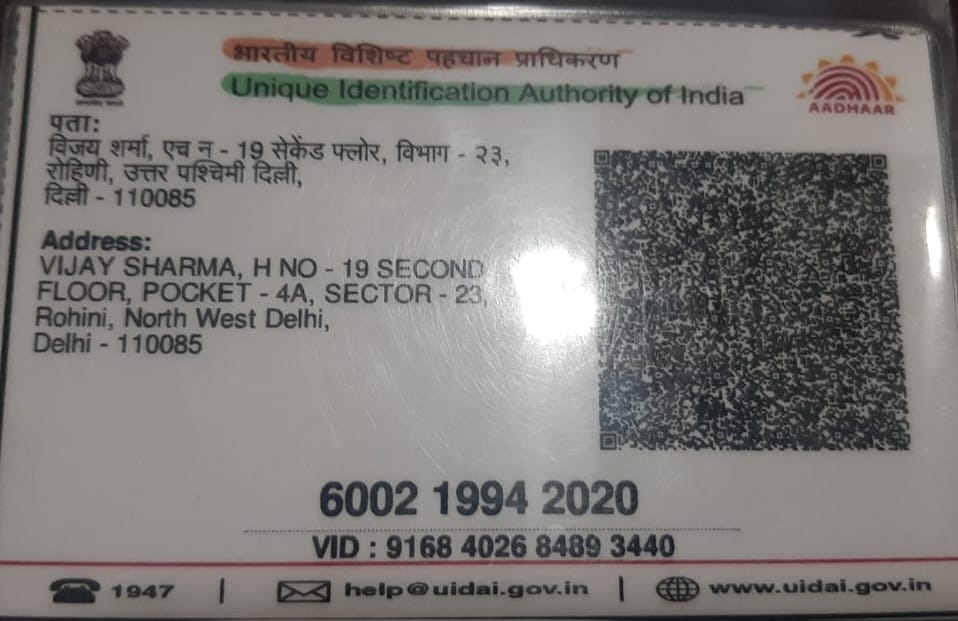 भारतीय विशिष्ट पहचान प्राधिकरण
Unique Identification Authority of India
AADHAAR
पता:
विजय शर्मा, एच न - 19 सेकेंड फ्लोर, विभाग - २३,
रोहिणी, उत्तर पश्चिमी दिल्ली,
दिल्ली - 110085
Address:
VIJAY SHARMA, H NO - 19 SECOND
FLOOR, POCKET - 4A, SECTOR - 23,
Rohini, North West Delhi,
Delhi - 110085
6002 1994 2020
VID : 9168 4026 8489 3440
1947 | help@uidai.gov.in | www.uidai.gov.in